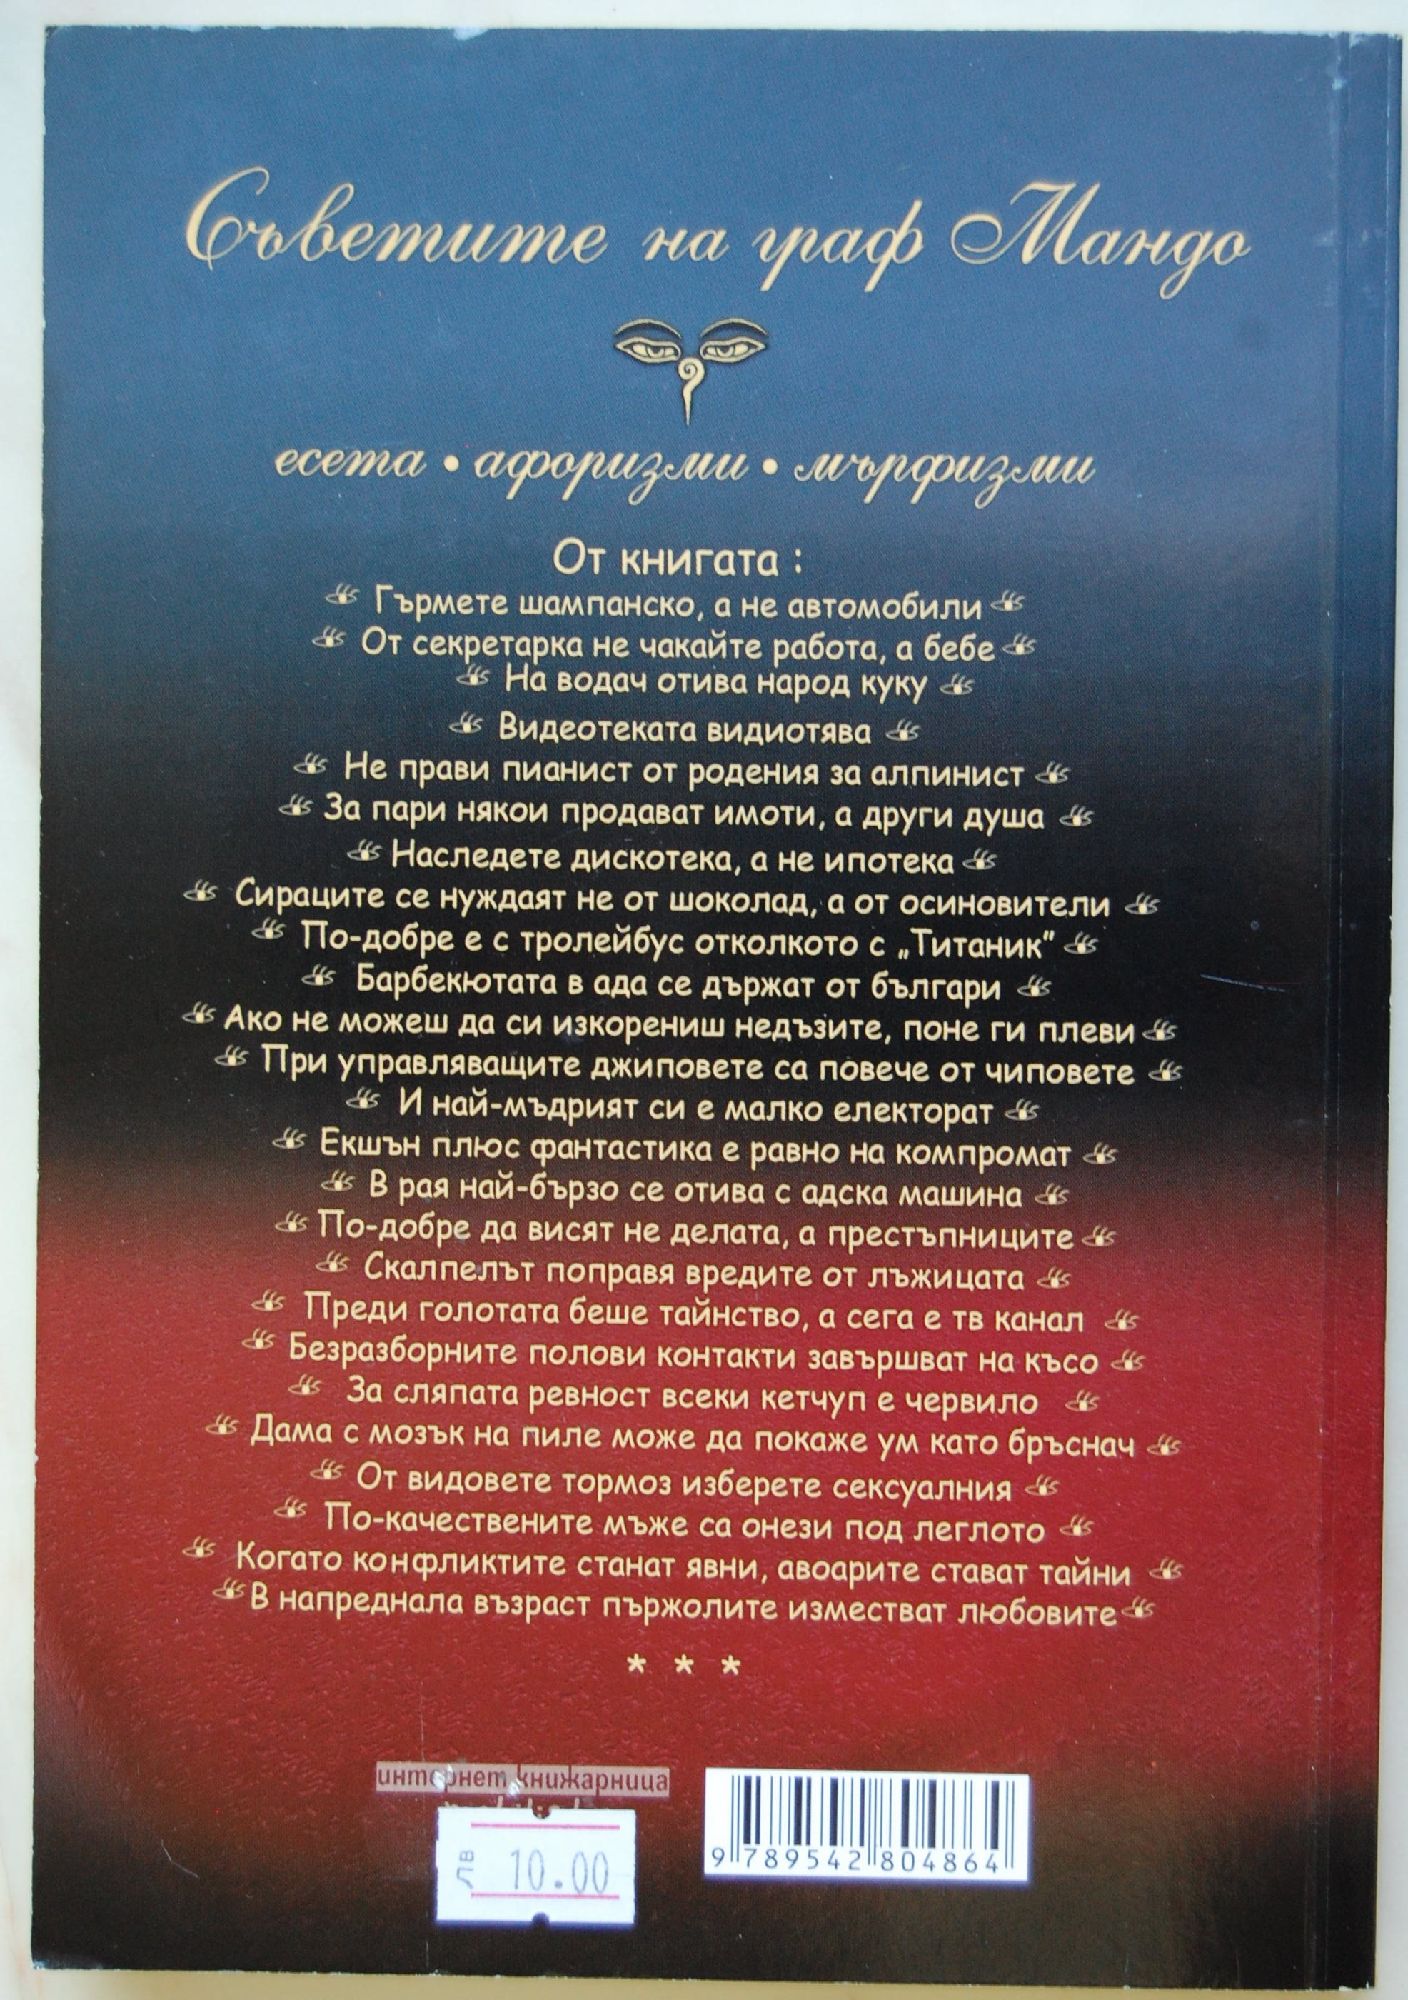 Съветите на граф Мандо
есета • афоризми • мърфизми
От книгата :
Гърмете шампанско, а не автомобили
От секретарка не чакайте работа, а бебе
На водач отива народ куку
Видеотеката видиотява
Не прави пианист от родения за алпинист
За пари някои продават имоти, а други душа
Наследете дискотека, а не ипотека
Сираците се нуждаят не от шоколад, а от осиновители
По-добре е с тролейбус отколкото с „Титаник”
Барбекютата в ада се държат от българи
Ако не можеш да си изкорениш недъзите, поне ги плеви
При управляващите джиповете са повече от чиповете
И най-мъдрият си е малко електорат
Екшън плюс фантастика е равно на компромат
В рая най-бързо се отива с адска машина
По-добре да висят не делата, а престъпниците
Скалпелът поправя вредите от лъжицата
Преди голотата беше тайнство, а сега е тв канал
Безразборните полови контакти завършват на късо
За сляпата ревност всеки кетчуп е червило
Дама с мозък на пиле може да покаже ум като бръснач
От видовете тормоз изберете сексуалния
По-качествените мъже са онези под леглото
Когато конфликтите станат явни, авоарите стават тайни
В напреднала възраст пържолите изместват любовите
* * *
интернет книжарница
лв 10.00
9 789542 804864